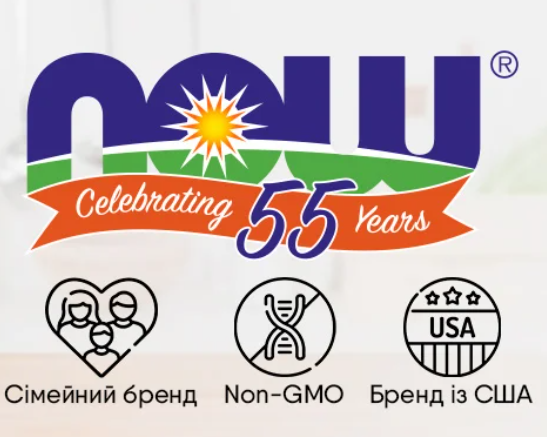 now®
Celebrating 55 Years
USA
Сімейний бренд Non-GMO Бренд із США